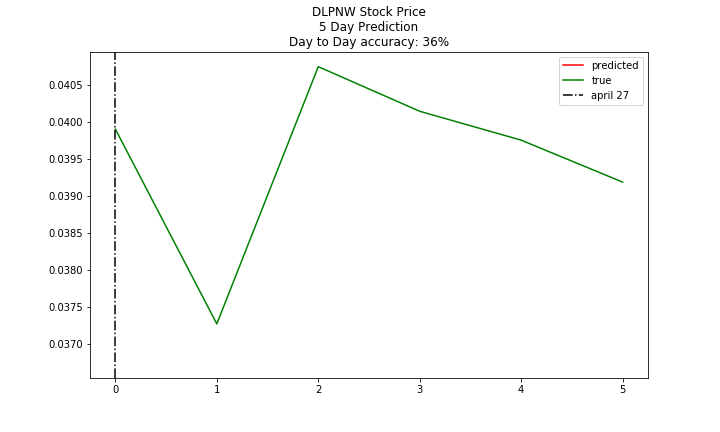 DLPNW Stock Price
5 Day Prediction
Day to Day accuracy: 36%
predicted
true
april 27
0.0405
0.0400
0.0395
0.0390
0.0385
0.0380
0.0375
0.0370
0 1 2 3 4 5